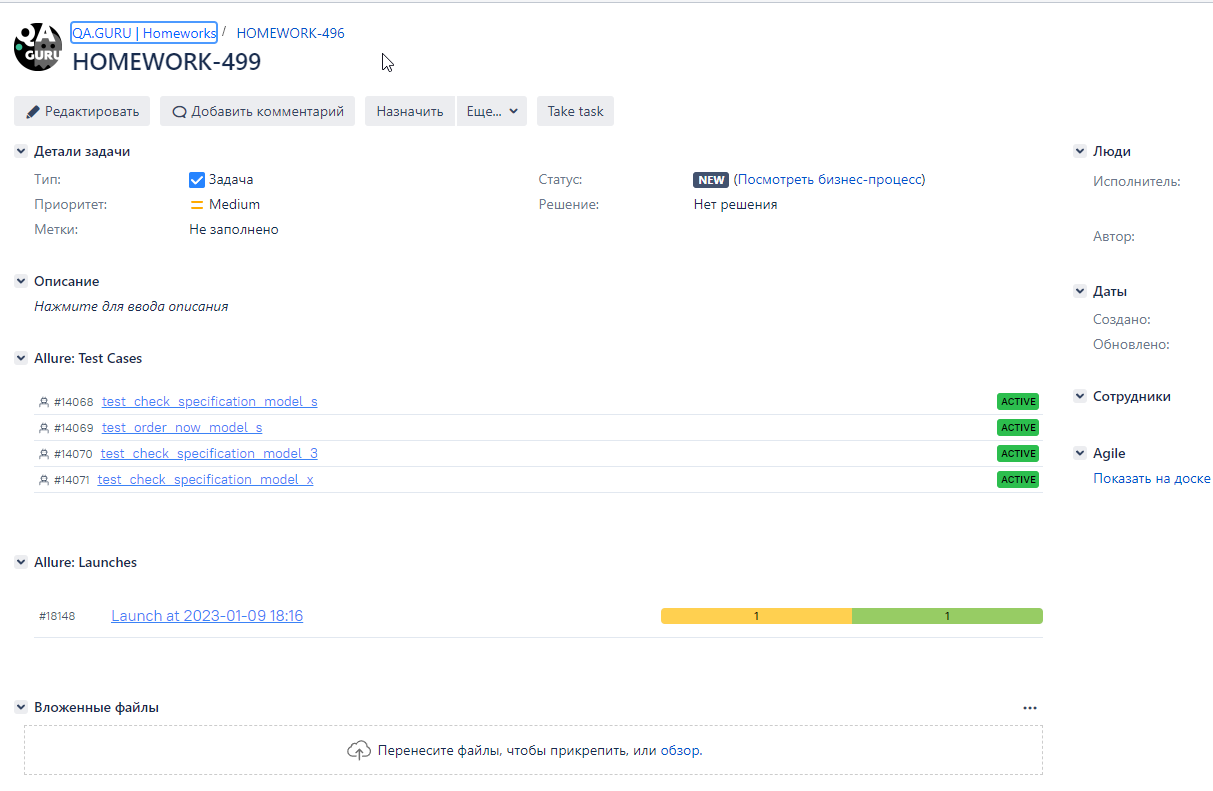 QA
GURU
QA.GURU | Homeworks / HOMEWORK-496
HOMEWORK-499
Редактировать Добавить комментарий Назначить Еще... Take task
Детали задачи
Тип: Задача Статус: NEW (Посмотреть бизнес-процесс)
Приоритет: Medium Решение: Нет решения
Метки: Не заполнено
Описание
Нажмите для ввода описания
Allure: Test Cases
#14068 test_check_specification_model_s ACTIVE
#14069 test_order_now_model_s ACTIVE
#14070 test_check_specification_model_3 ACTIVE
#14071 test_check_specification_model_x ACTIVE
Allure: Launches
#18148 Launch at 2023-01-09 18:16 1 1
Вложенные файлы ...
Перенесите файлы, чтобы прикрепить, или обзор.
Люди
Исполнитель:
Автор:
Даты
Создано:
Обновлено:
Сотрудники
Agile
Показать на доске